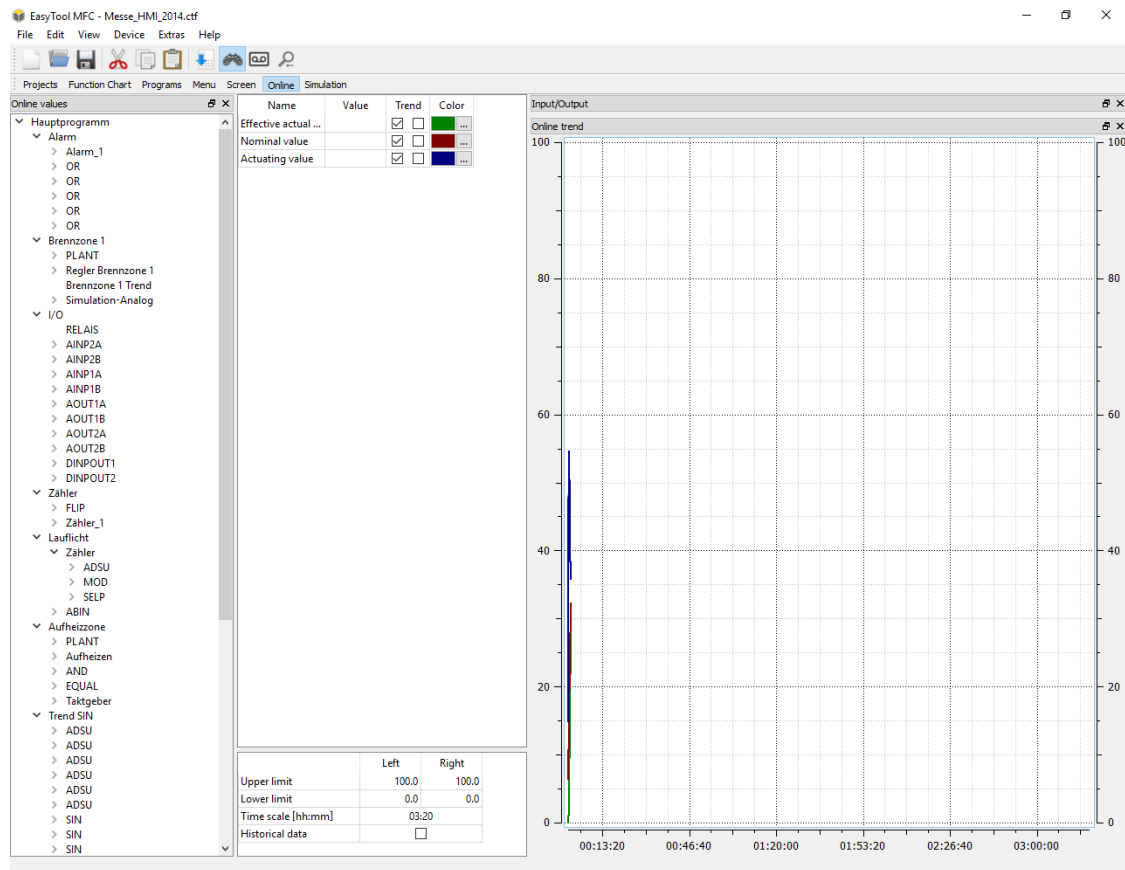 EasyTool MFC - Messe_HMI_2014.ctf
File Edit View Device Extras Help
Projects Function Chart Programs Menu Screen Online Simulation
Online values
Hauptprogramm
Alarm
Alarm_1
OR
OR
OR
OR
OR
Brennzone 1
PLANT
Regler Brennzone 1
Brennzone 1 Trend
Simulation-Analog
I/O
RELAIS
AINP2A
AINP2B
AINP1A
AINP1B
AOUT1A
AOUT1B
AOUT2A
AOUT2B
DINPOUT1
DINPOUT2
Zähler
FLIP
Zähler_1
Lauflicht
Zähler
ADSU
MOD
SELP
ABIN
Aufheizzone
PLANT
Aufheizen
AND
EQUAL
Taktgeber
Trend SIN
ADSU
ADSU
ADSU
ADSU
ADSU
ADSU
SIN
SIN
SIN
Name Value Trend Color
Effective actual ... ...
Nominal value ...
Actuating value ...
Left Right
Upper limit 100.0 100.0
Lower limit 0.0 0.0
Time scale [hh:mm] 03:20
Historical data
Input/Output
Online trend
100 100
80 80
60 60
40 40
20 20
0 0
00:13:20 00:46:40 01:20:00 01:53:20 02:26:40 03:00:00